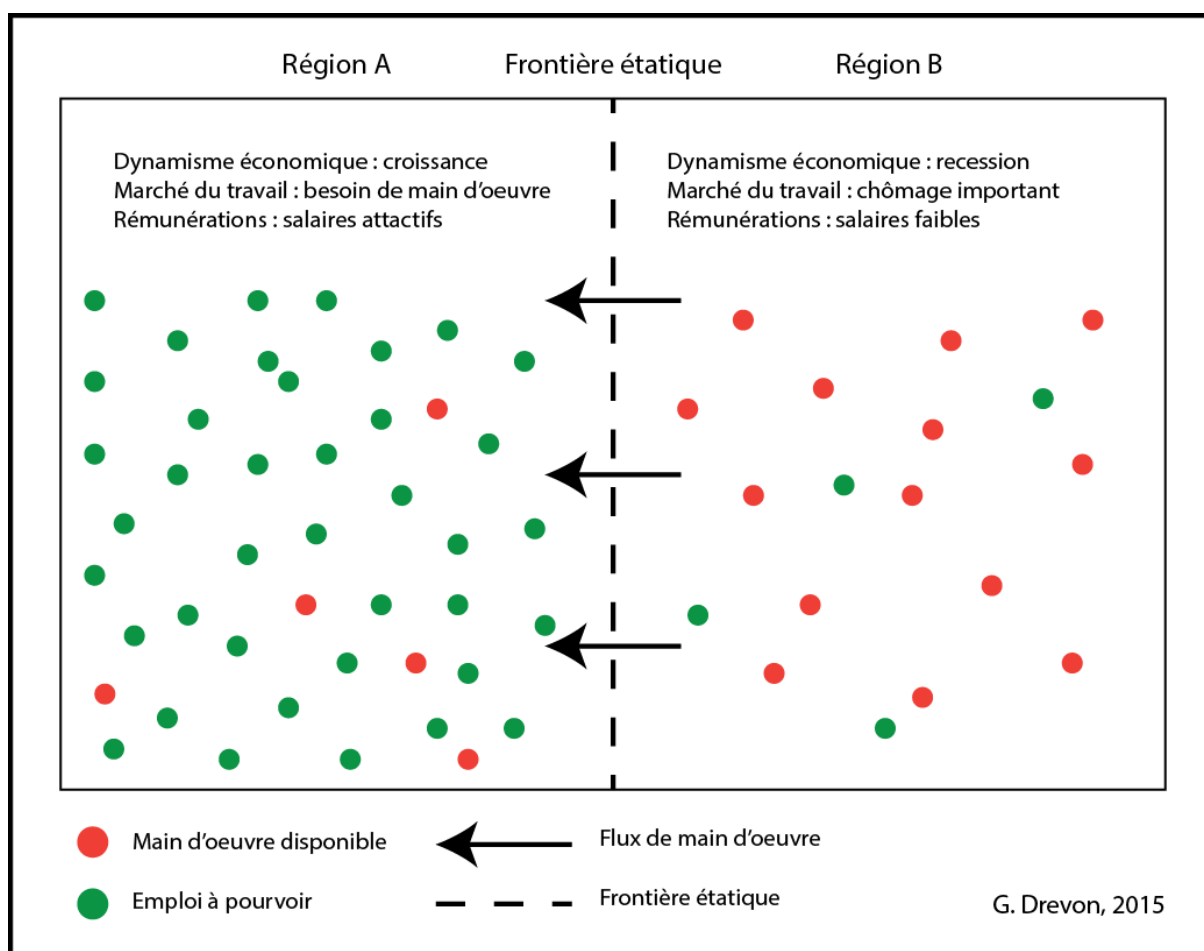 Région A
Frontière étatique
Région B
Dynamisme économique : croissance
Marché du travail : besoin de main d'oeuvre
Rémunérations : salaires attactifs
Dynamisme économique : recession
Marché du travail : chômage important
Rémunérations : salaires faibles
Main d'oeuvre disponible
Flux de main d'oeuvre
Emploi à pourvoir
Frontière étatique
G. Drevon, 2015